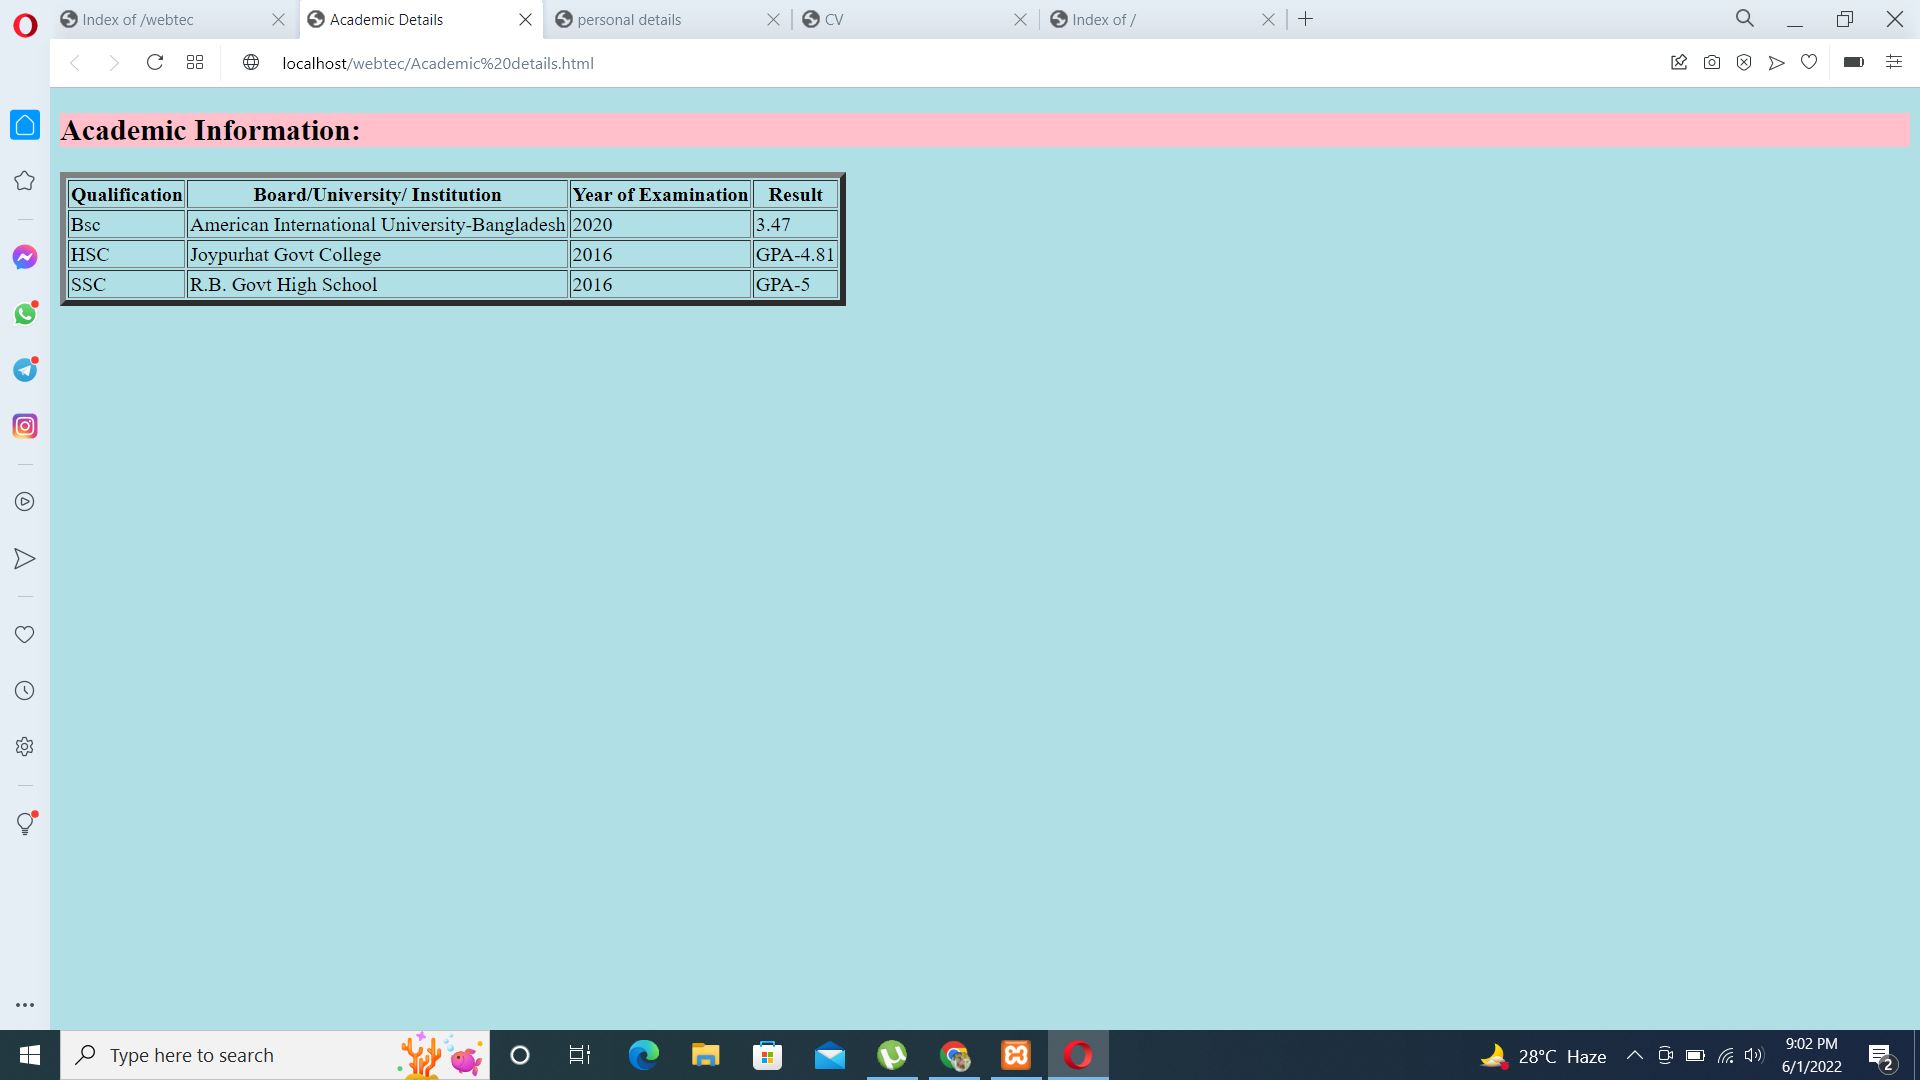 Index of /webtec
Academic Details
personal details
CV
Index of /
localhost/webtec/Academic%20details.html
Academic Information:
Qualification Board/University/ Institution Year of Examination Result
Bsc American International University-Bangladesh 2020 3.47
HSC Joypurhat Govt College 2016 GPA-4.81
SSC R.B. Govt High School 2016 GPA-5
Type here to search
28°C Haze
9:02 PM
6/1/2022
2